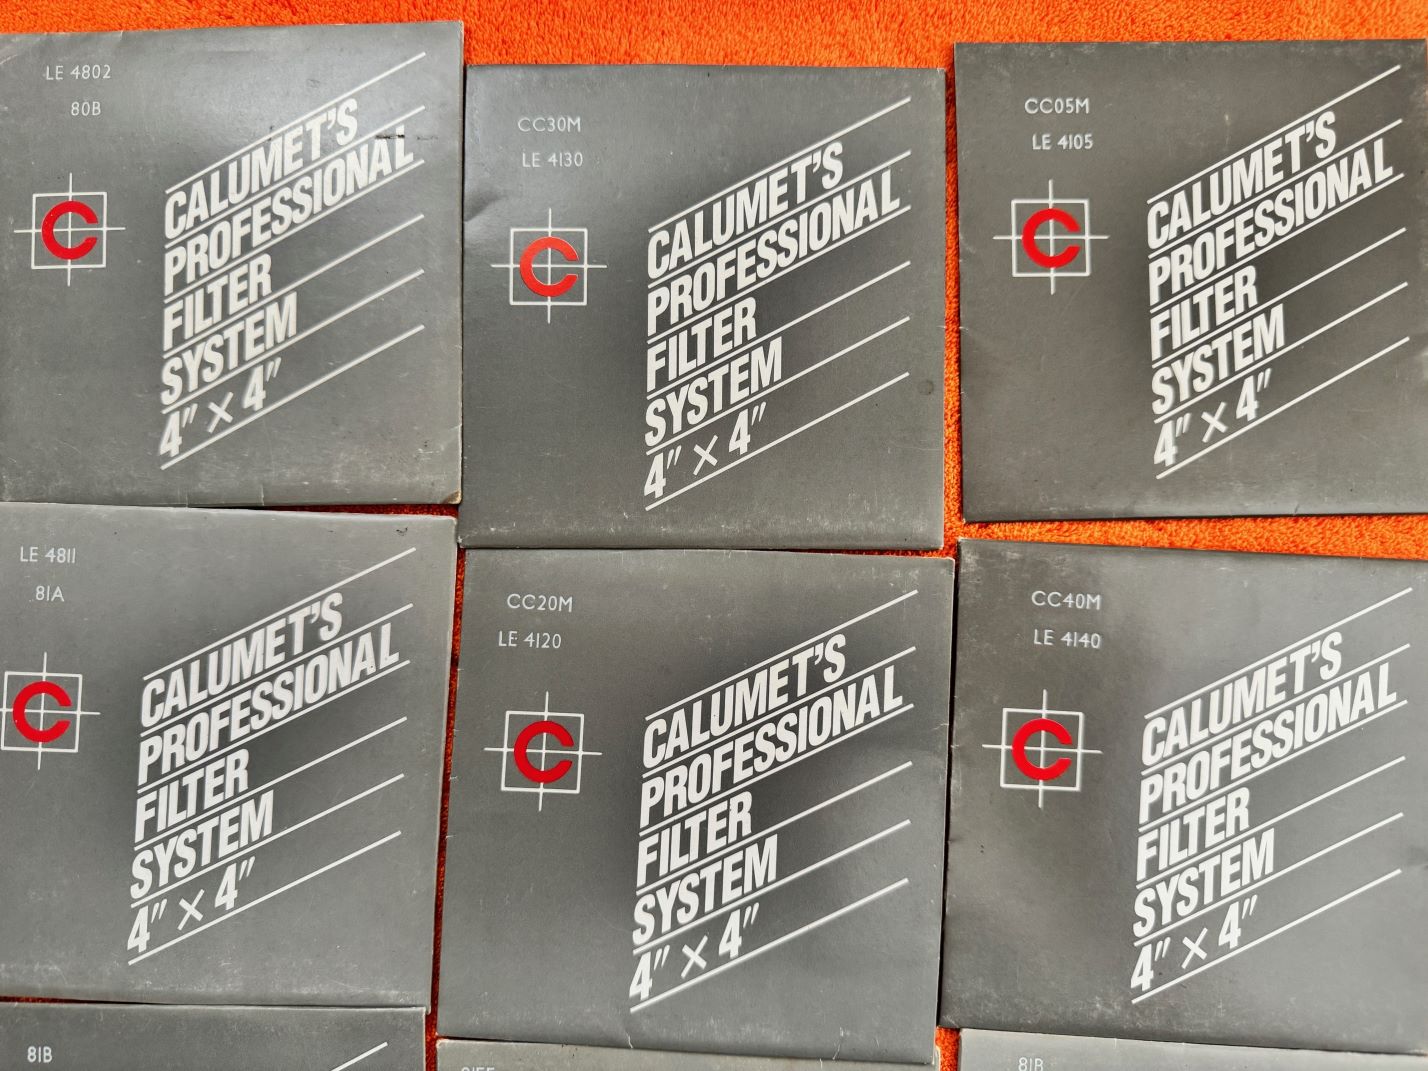 LE 4802
80B
C
CALUMET'S
PROFESSIONAL
FILTER
SYSTEM
4" × 4"
CC30M
LE 4130
C
CALUMET'S
PROFESSIONAL
FILTER
SYSTEM
4" × 4"
CC05M
LE 4105
C
CALUMET'S
PROFESSIONAL
FILTER
SYSTEM
4" × 4"
LE 4811
81A
C
CALUMET'S
PROFESSIONAL
FILTER
SYSTEM
4" × 4"
CC20M
LE 4120
C
CALUMET'S
PROFESSIONAL
FILTER
SYSTEM
4" × 4"
CC40M
LE 4140
C
CALUMET'S
PROFESSIONAL
FILTER
SYSTEM
4" × 4"
81B
81B